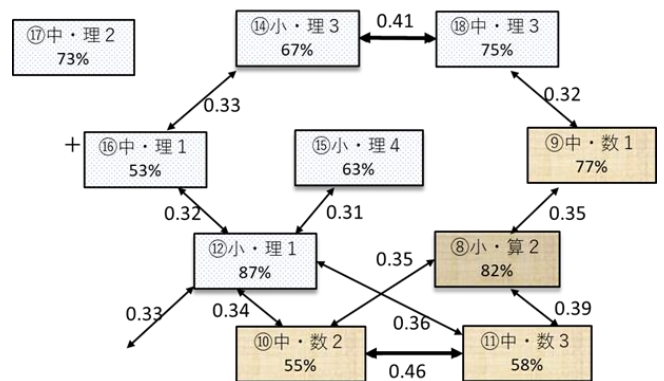 ⑰中・理2
73%
⑭小・理3
67%
0.41
⑱中・理3
75%
0.33
0.32
+
⑯中・理1
53%
⑮小・理4
63%
⑨中・数1
77%
0.32
0.31
0.35
⑫小・理1
87%
0.35
⑧小・算2
82%
0.33
0.34
0.36
0.39
⑩中・数2
55%
0.46
⑪中・数3
58%